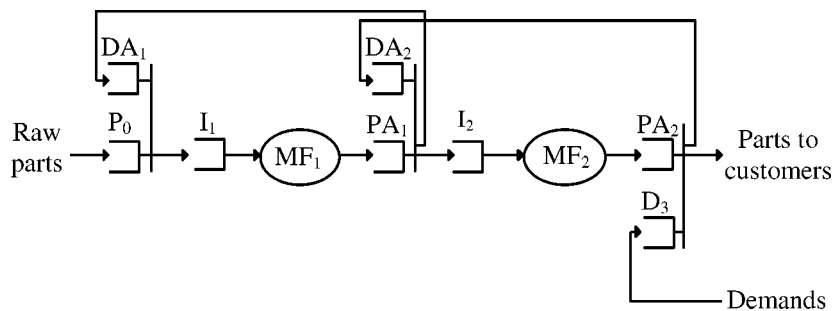 DA₁
DA₂
P₀
I₁
PA₁
I₂
PA₂
Raw
parts
MF₁
MF₂
Parts to
customers
D₃
Demands